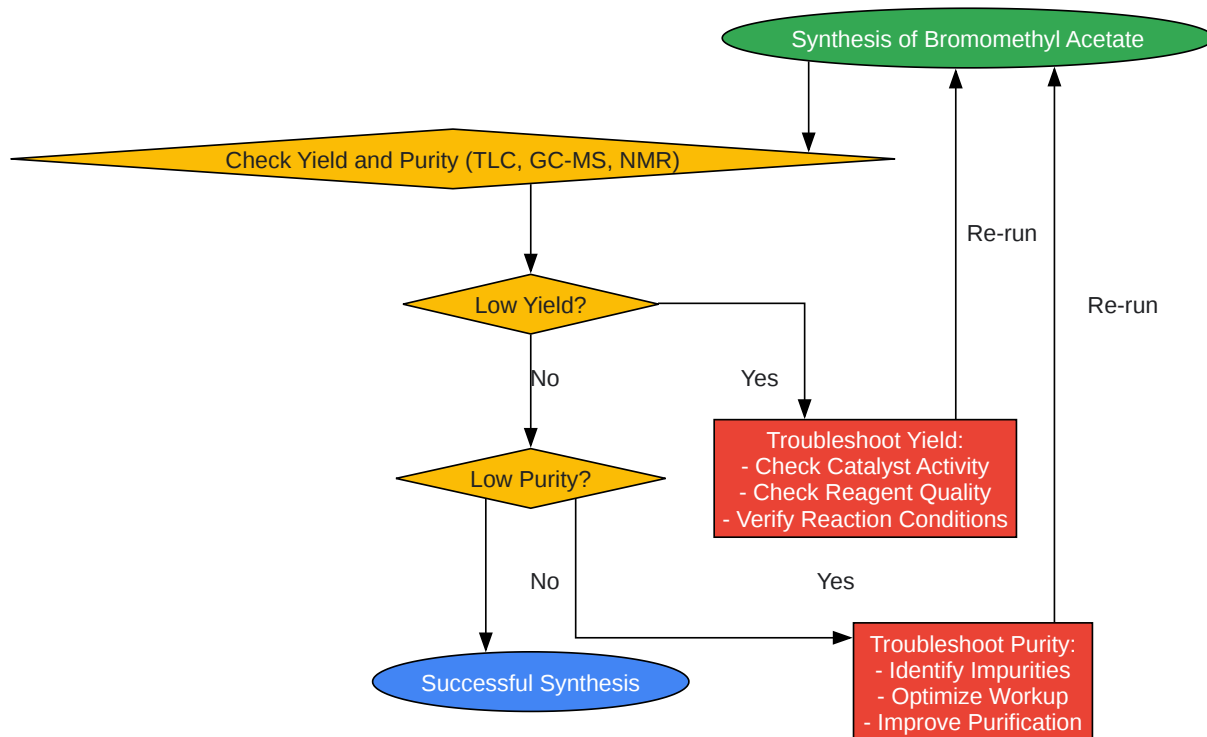 Synthesis of Bromomethyl Acetate
Check Yield and Purity (TLC, GC-MS, NMR)
Re-run
Re-run
Low Yield?
No
Yes
Troubleshoot Yield:
- Check Catalyst Activity
- Check Reagent Quality
- Verify Reaction Conditions
Low Purity?
No
Yes
Troubleshoot Purity:
- Identify Impurities
- Optimize Workup
- Improve Purification
Successful Synthesis